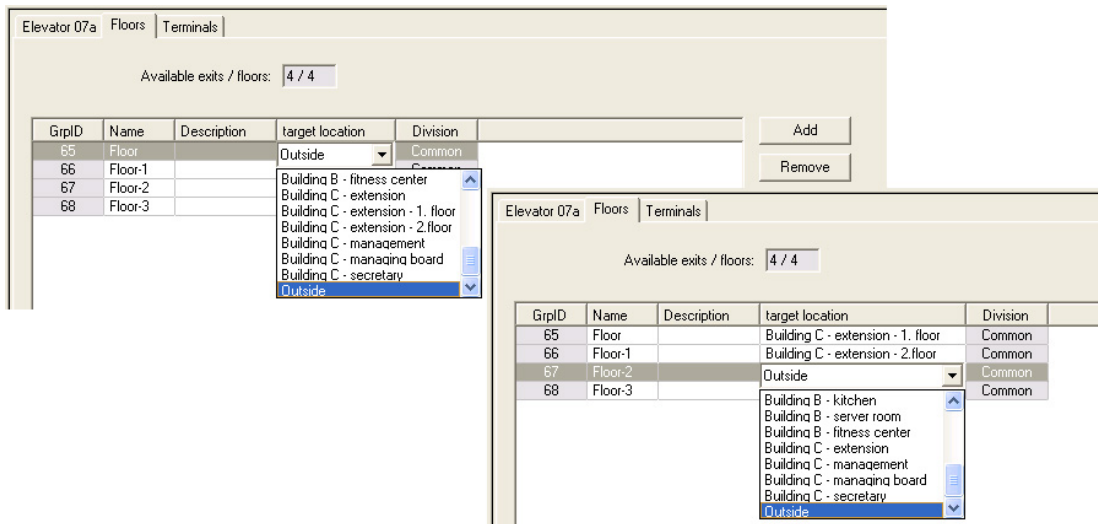 Elevator 07a Floors Terminals
Available exits / floors: 4 / 4
GrpID Name Description target location Division
65 Floor Outside Common
66 Floor-1 Common
67 Floor-2
68 Floor-3
Building B - fitness center
Building C - extension
Building C - extension - 1. floor
Building C - extension - 2.floor
Building C - management
Building C - managing board
Building C - secretary
Outside
Add
Remove
Elevator 07a Floors Terminals
Available exits / floors: 4 / 4
GrpID Name Description target location Division
65 Floor Building C - extension - 1. floor Common
66 Floor-1 Building C - extension - 2.floor Common
67 Floor-2 Outside Common
68 Floor-3 Common
Building B - kitchen
Building B - server room
Building B - fitness center
Building C - extension
Building C - management
Building C - managing board
Building C - secretary
Outside